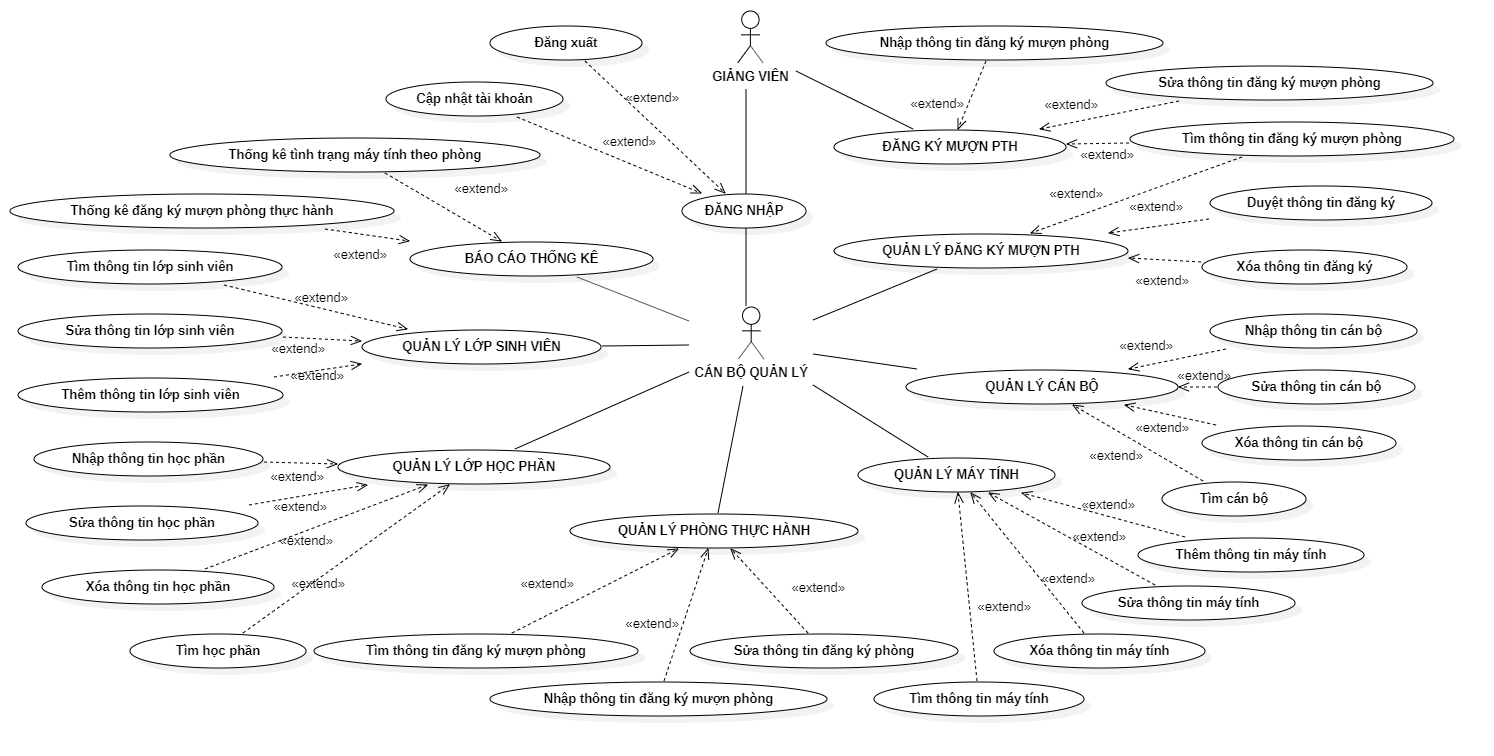 Đăng xuất
Nhập thông tin đăng ký mượn phòng
GIẢNG VIÊN
Sửa thông tin đăng ký mượn phòng
Cập nhật tài khoản
«extend»
«extend»
«extend»
Thống kê tình trạng máy tính theo phòng
«extend»
ĐĂNG KÝ MƯỢN PTH
Tìm thông tin đăng ký mượn phòng
«extend»
«extend»
«extend»
Thống kê đăng ký mượn phòng thực hành
ĐĂNG NHẬP
«extend»
Duyệt thông tin đăng ký
«extend»
BÁO CÁO THỐNG KÊ
QUẢN LÝ ĐĂNG KÝ MƯỢN PTH
Tìm thông tin lớp sinh viên
Xóa thông tin đăng ký
«extend»
«extend»
Sửa thông tin lớp sinh viên
Nhập thông tin cán bộ
«extend»
QUẢN LÝ LỚP SINH VIÊN
«extend»
«extend»
CÁN BỘ QUẢN LÝ
«extend»
QUẢN LÝ CÁN BỘ
Sửa thông tin cán bộ
Thêm thông tin lớp sinh viên
«extend»
Xóa thông tin cán bộ
Nhập thông tin học phần
«extend»
QUẢN LÝ LỚP HỌC PHẦN
«extend»
QUẢN LÝ MÁY TÍNH
Tìm cán bộ
«extend»
«extend»
Sửa thông tin học phần
QUẢN LÝ PHÒNG THỰC HÀNH
«extend»
«extend»
Thêm thông tin máy tính
Xóa thông tin học phần
«extend»
«extend»
«extend»
«extend»
Sửa thông tin máy tính
«extend»
«extend»
Tìm học phần
Tìm thông tin đăng ký mượn phòng
Sửa thông tin đăng ký phòng
Xóa thông tin máy tính
Nhập thông tin đăng ký mượn phòng
Tìm thông tin máy tính